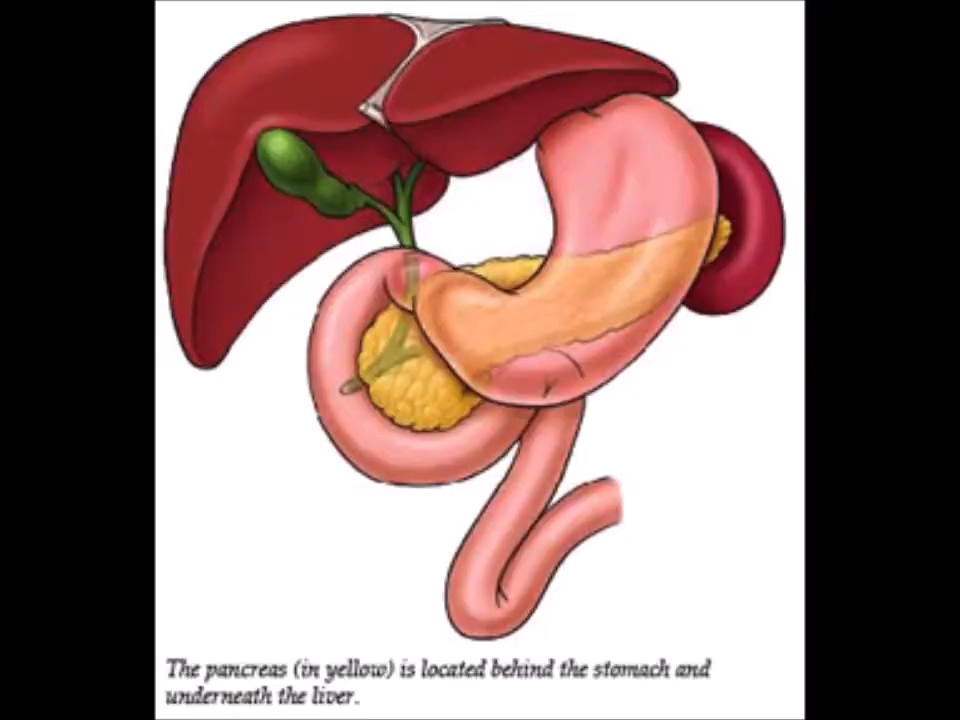 The pancreas (in yellow) is located behind the stomach and
underneath the liver.